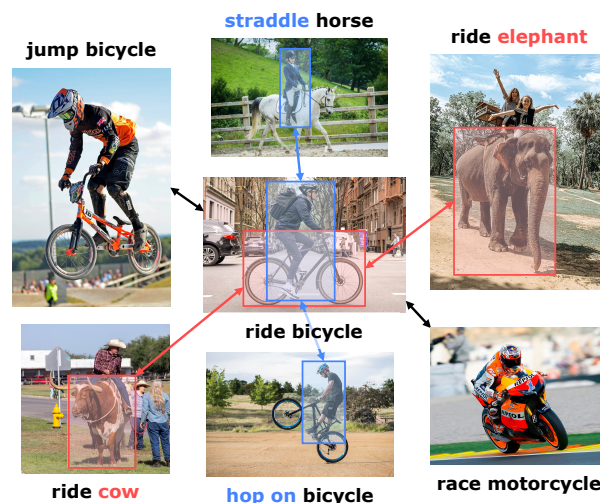 straddle horse
jump bicycle
ride elephant
ride bicycle
ride cow
hop on bicycle
race motorcycle